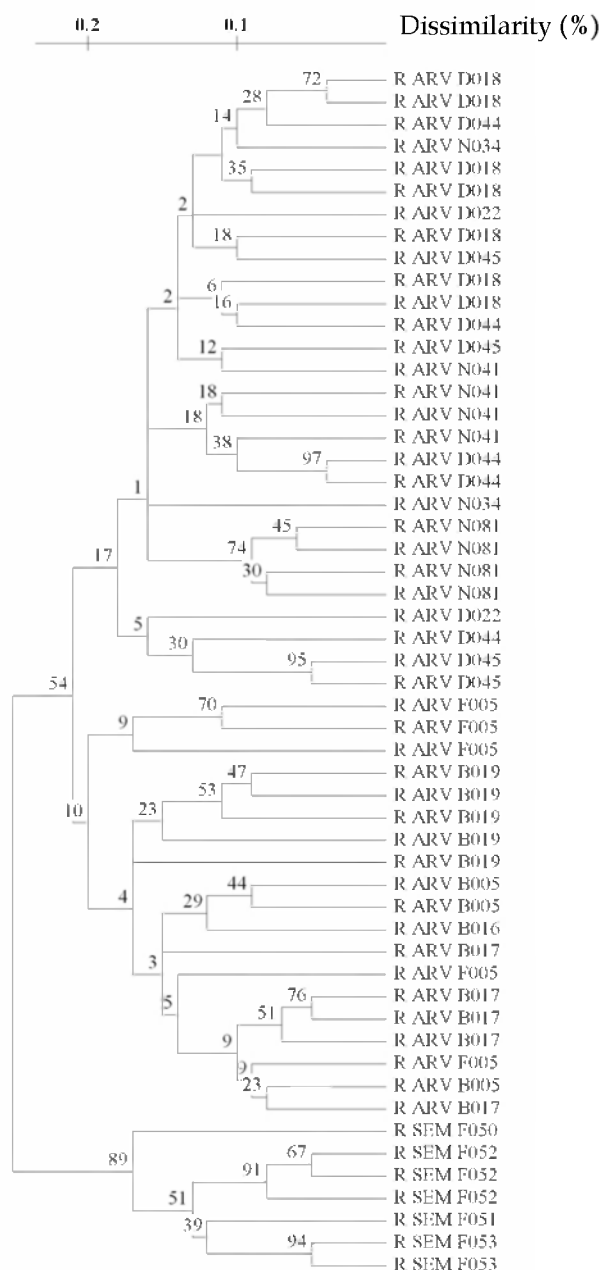 0.2 0.1 Dissimilarity (%)
72 R ARV D018
R ARV D018
28 R ARV D044
14 R ARV N034
35 R ARV D018
R ARV D018
2 R ARV D022
18 R ARV D018
R ARV D045
6 R ARV D018
2 16 R ARV D018
R ARV D044
12 R ARV D045
R ARV N041
18 R ARV N041
18 R ARV N041
38 R ARV N041
97 R ARV D044
R ARV D044
1 R ARV N034
45 R ARV N081
74 R ARV N081
17 30 R ARV N081
R ARV N081
5 R ARV D022
30 R ARV D044
95 R ARV D045
54 R ARV D045
70 R ARV F005
9 R ARV F005
R ARV F005
47 R ARV B019
53 R ARV B019
10 23 R ARV B019
R ARV B019
R ARV B019
44 R ARV B005
4 29 R ARV B005
R ARV B016
3 R ARV B017
R ARV F005
5 76 R ARV B017
51 R ARV B017
9 R ARV B017
9 R ARV F005
23 R ARV B005
R ARV B017
R SEM F050
89 67 R SEM F052
91 R SEM F052
51 R SEM F052
39 R SEM F051
94 R SEM F053
R SEM F053